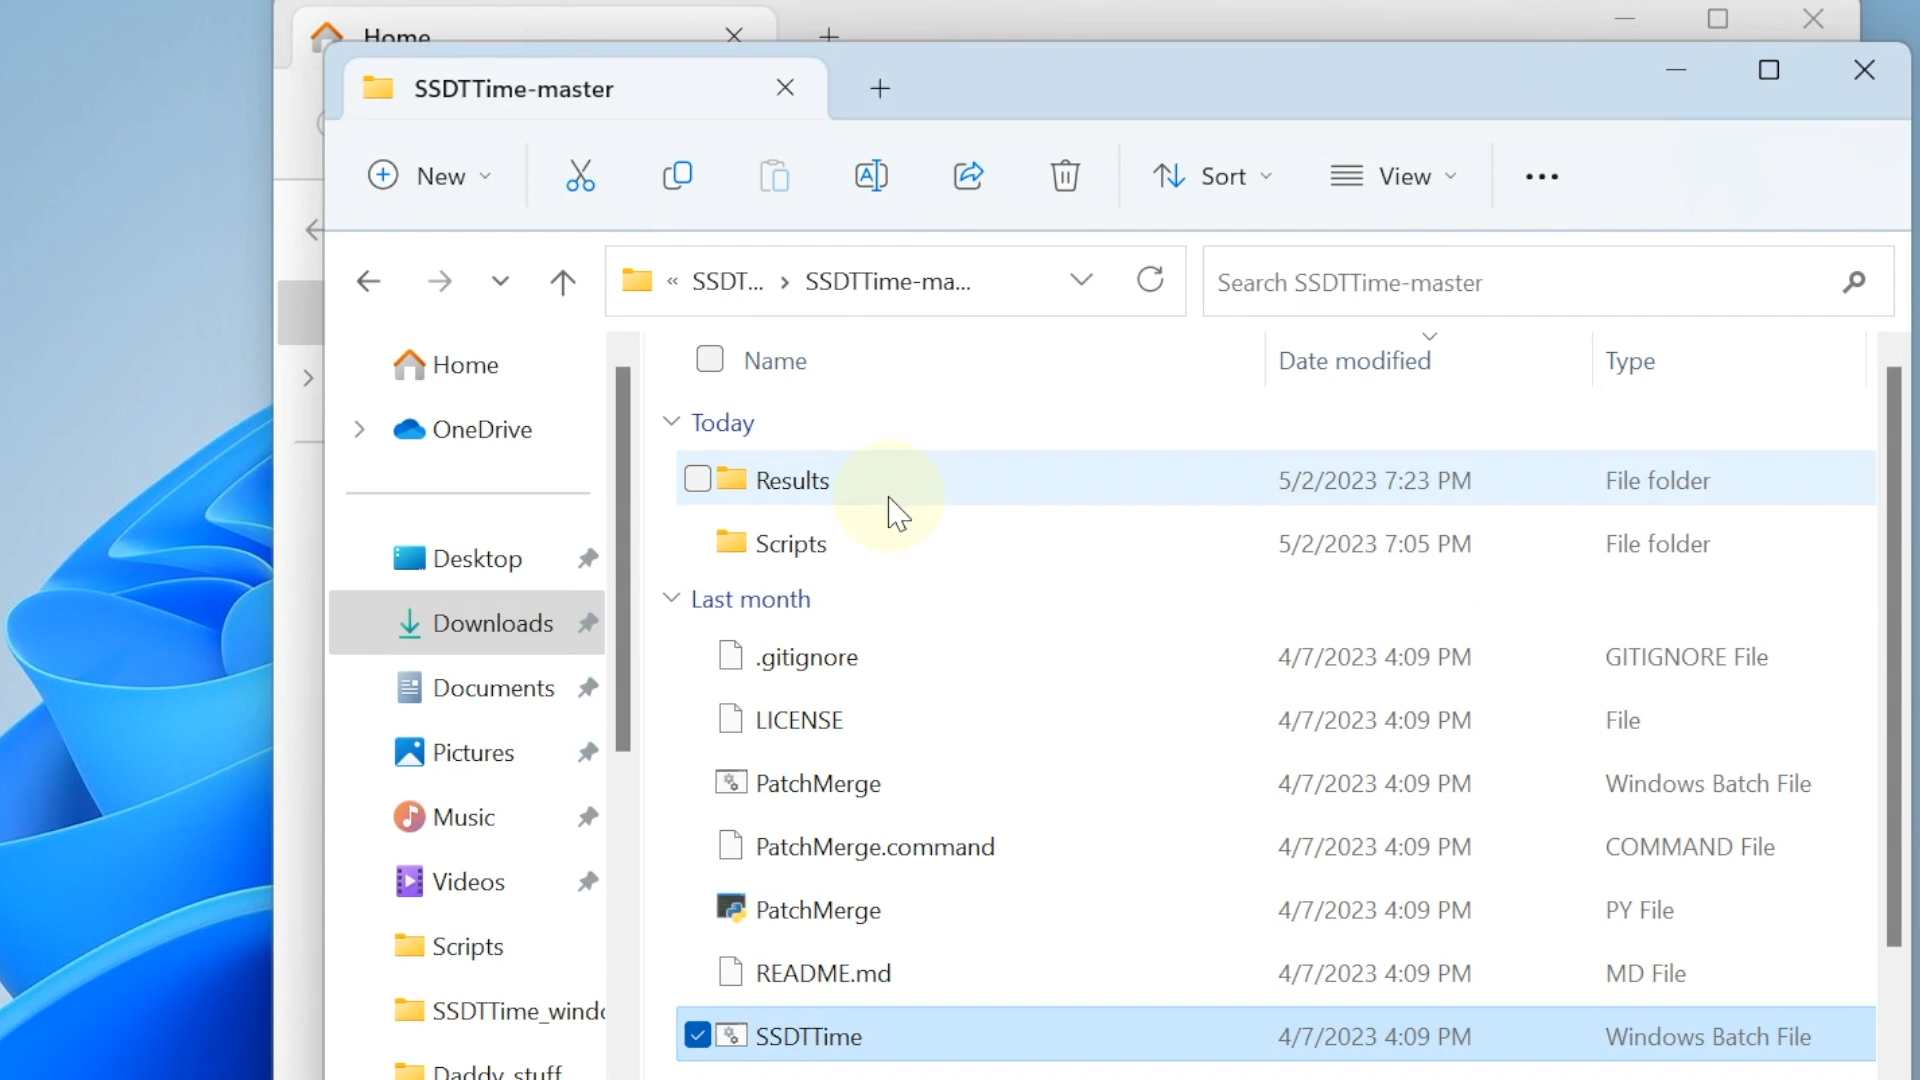 Home
SSDTTime-master
New
Sort
View
« SSDT... › SSDTTime-ma...
Search SSDTTime-master
Home
OneDrive
Desktop
Downloads
Documents
Pictures
Music
Videos
Scripts
SSDTTime_windo
Daddy stuff
Name Date modified Type
Today
Results 5/2/2023 7:23 PM File folder
Scripts 5/2/2023 7:05 PM File folder
Last month
.gitignore 4/7/2023 4:09 PM GITIGNORE File
LICENSE 4/7/2023 4:09 PM File
PatchMerge 4/7/2023 4:09 PM Windows Batch File
PatchMerge.command 4/7/2023 4:09 PM COMMAND File
PatchMerge 4/7/2023 4:09 PM PY File
README.md 4/7/2023 4:09 PM MD File
SSDTTime 4/7/2023 4:09 PM Windows Batch File